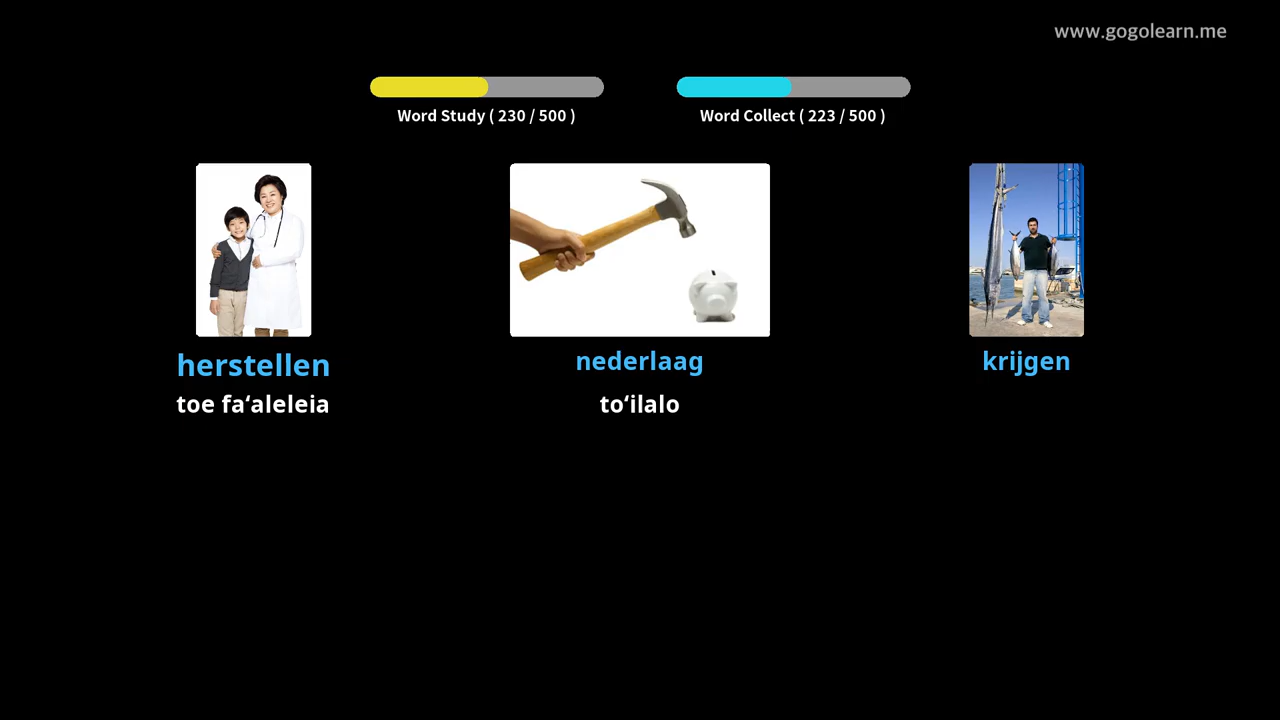 www.gogolearn.me
Word Study ( 230 / 500 )
Word Collect ( 223 / 500 )
herstellen
nederlaag
krijgen
toe fa‘aleleia
to‘ilalo